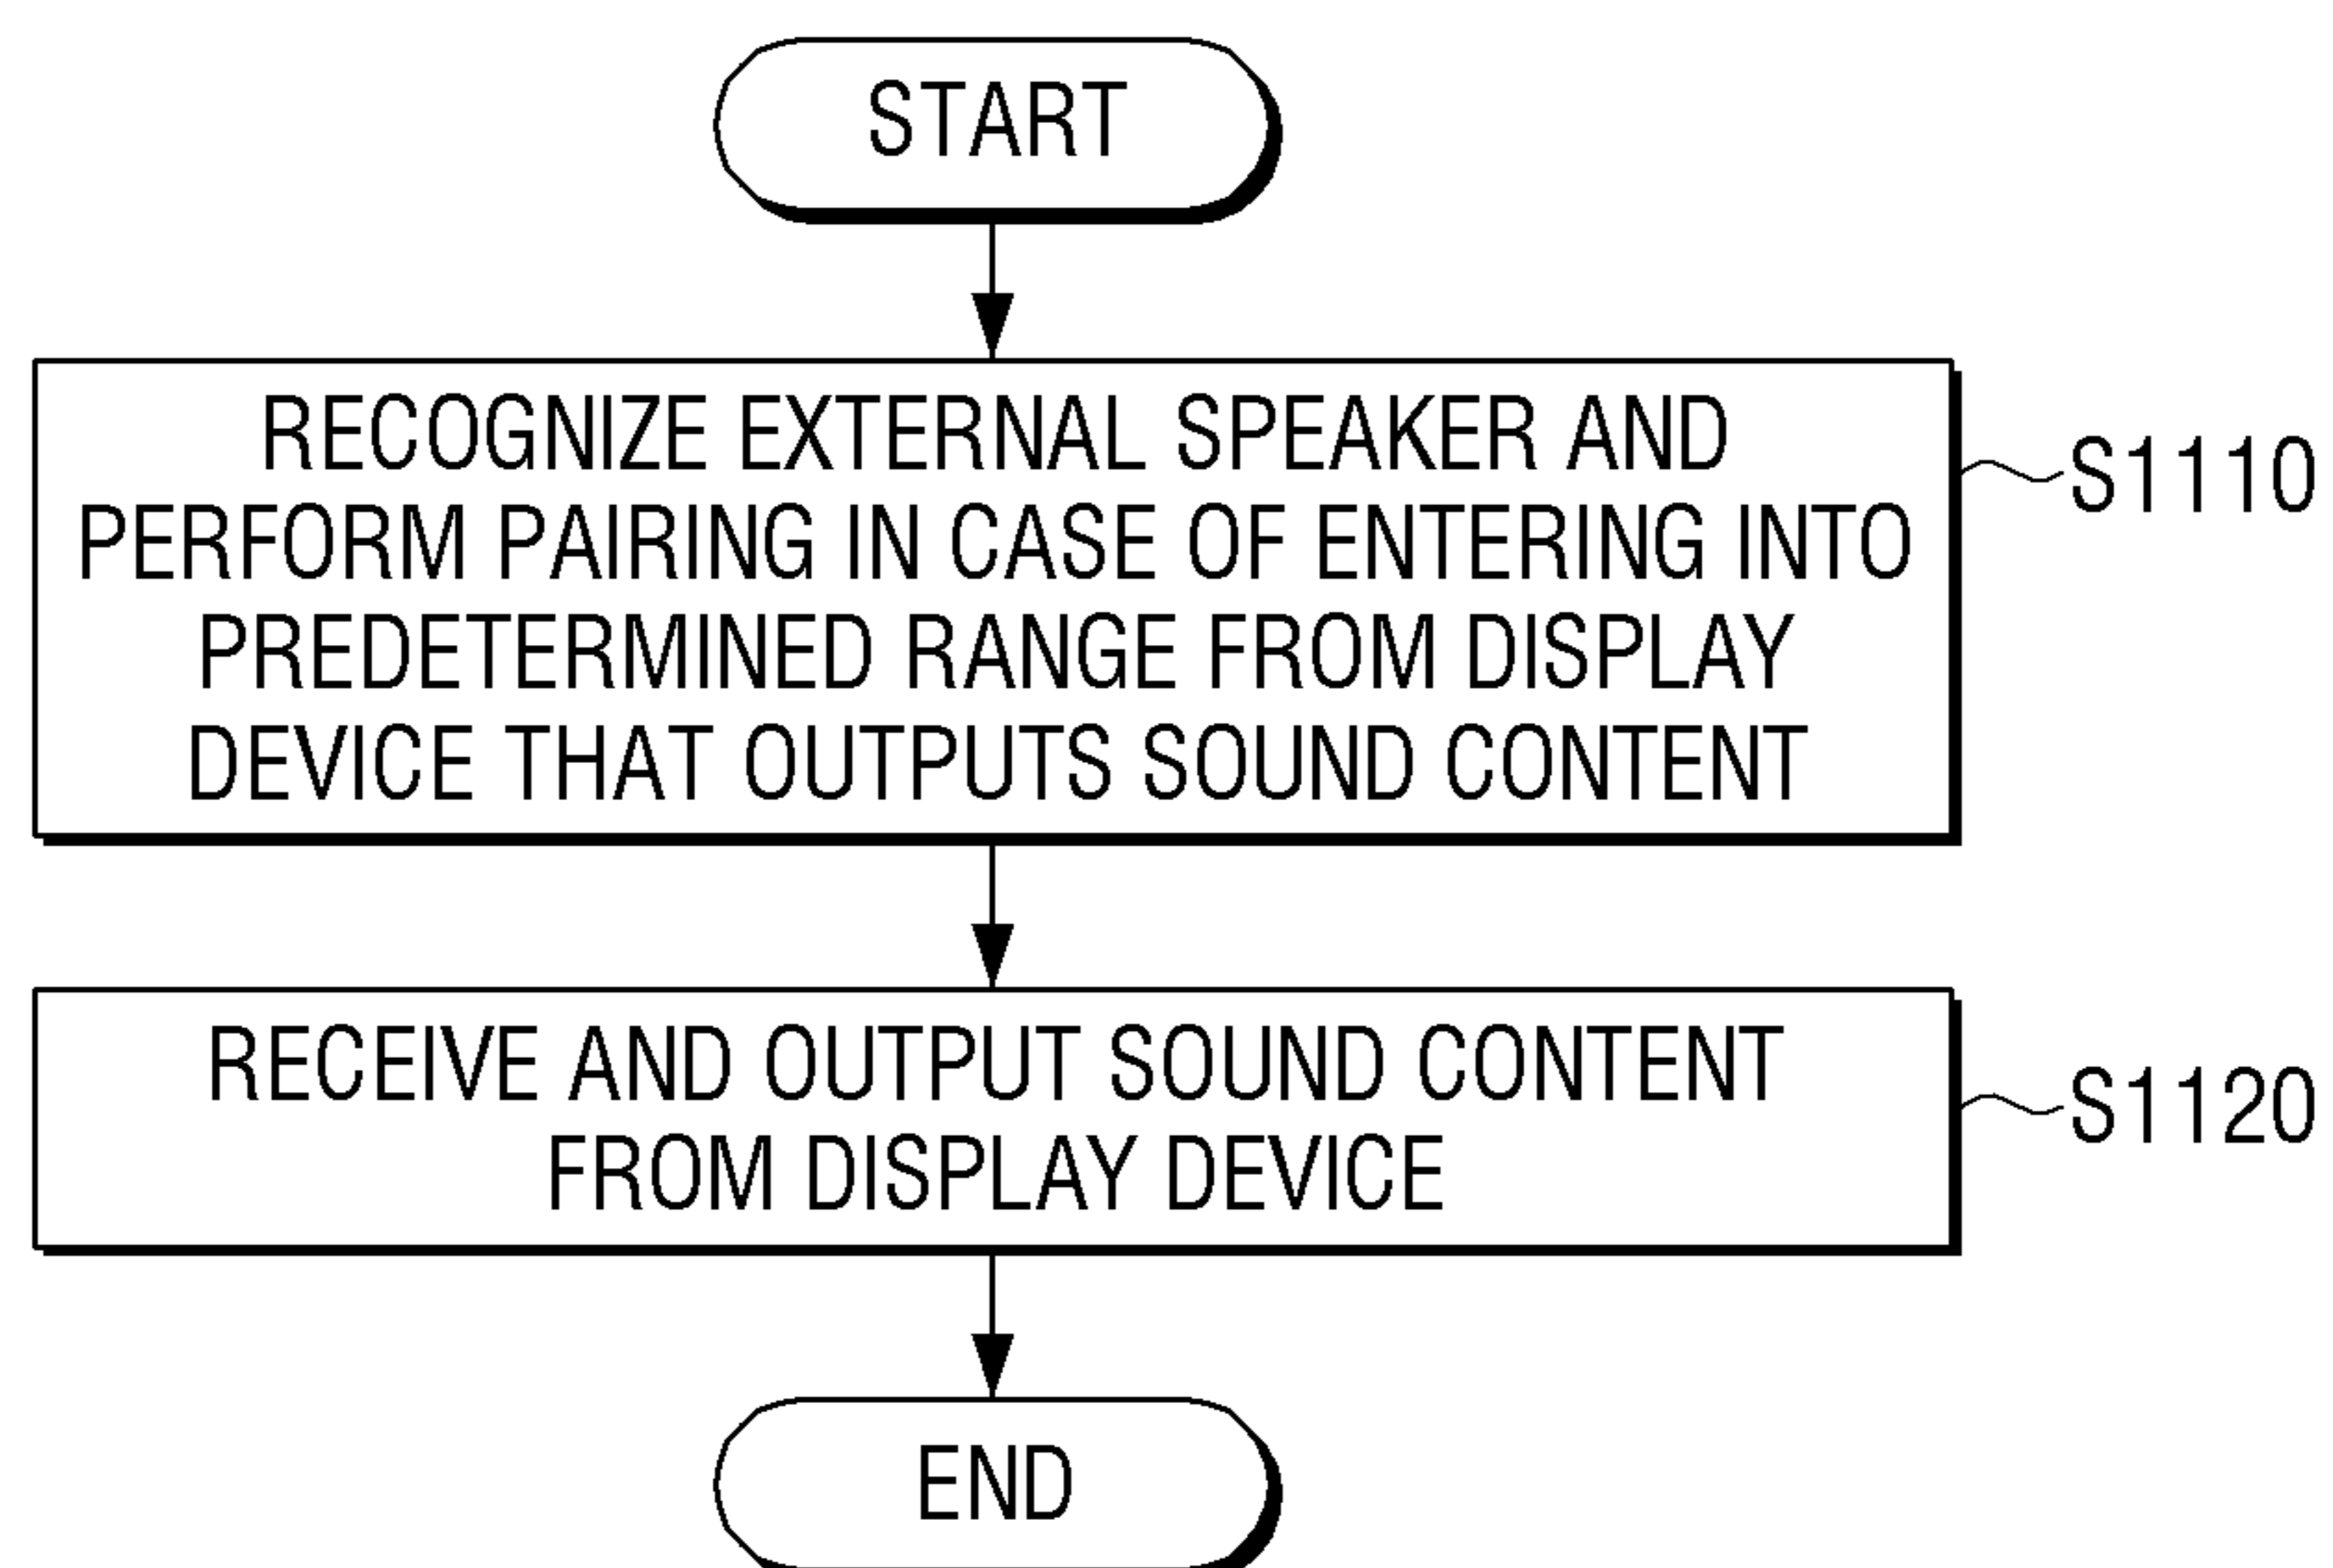 START
RECOGNIZE EXTERNAL SPEAKER AND
PERFORM PAIRING IN CASE OF ENTERING INTO
PREDETERMINED RANGE FROM DISPLAY
DEVICE THAT OUTPUTS SOUND CONTENT
S1110
RECEIVE AND OUTPUT SOUND CONTENT
FROM DISPLAY DEVICE
S1120
END